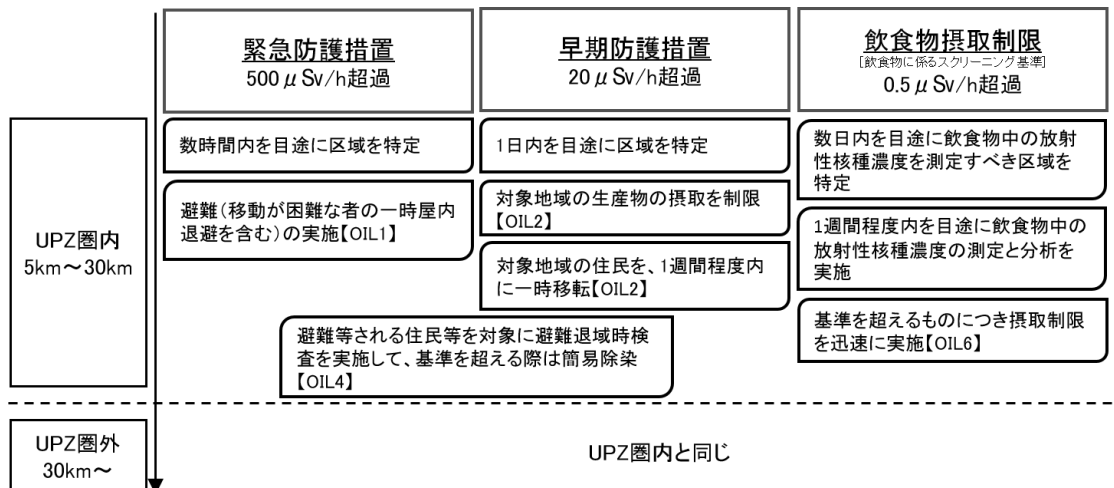 緊急防護措置
500μSv/h超過
早期防護措置
20μSv/h超過
飲食物摂取制限
[飲食物に係るスクリーニング基準]
0.5μSv/h超過
UPZ圏内
5km～30km
数時間内を目途に区域を特定
避難(移動が困難な者の一時屋内
退避を含む)の実施【OIL1】
1日内を目途に区域を特定
対象地域の生産物の摂取を制限
【OIL2】
対象地域の住民を、1週間程度内
に一時移転【OIL2】
数日内を目途に飲食物中の放射
性核種濃度を測定すべき区域を
特定
1週間程度内を目途に飲食物中の
放射性核種濃度の測定と分析を
実施
基準を超えるものにつき摂取制限
を迅速に実施【OIL6】
避難等される住民等を対象に避難退域時検
査を実施して、基準を超える際は簡易除染
【OIL4】
UPZ圏外
30km～
UPZ圏内と同じ